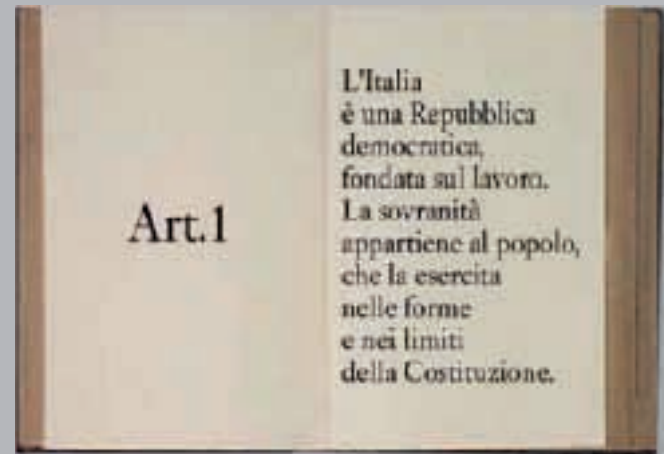 Art.1
L'Italia
è una Repubblica
democratica,
fondata sul lavoro.
La sovranità
appartiene al popolo,
che la esercita
nelle forme
e nei limiti
della Costituzione.